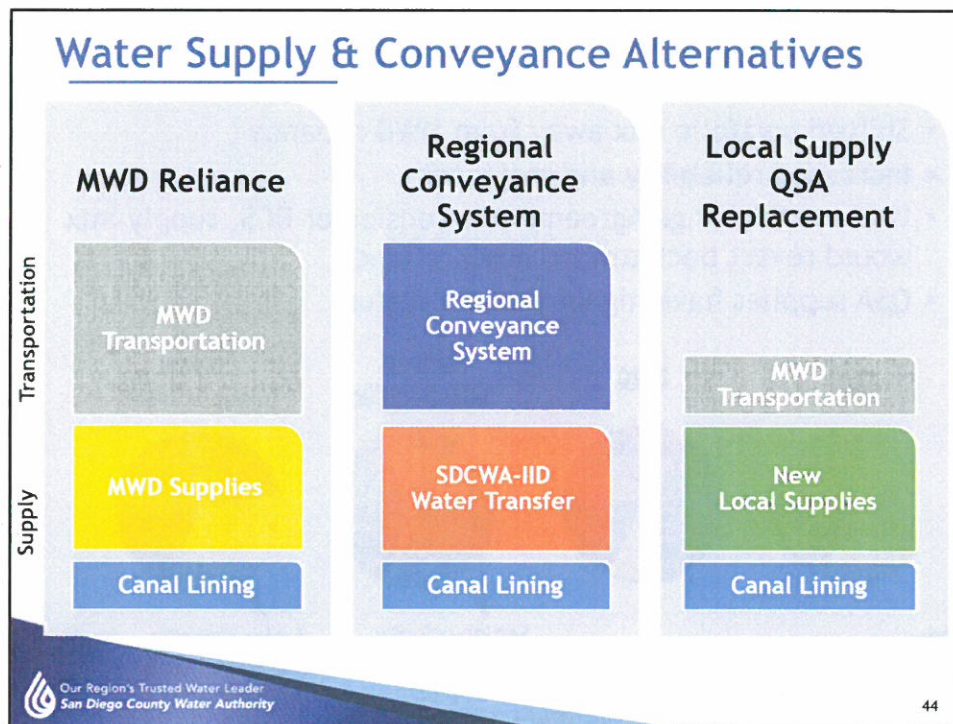 Water Supply & Conveyance Alternatives
MWD Reliance
Regional
Conveyance
System
Local Supply
QSA
Replacement
Transportation
MWD
Transportation
Regional
Conveyance
System
MWD
Transportation
Supply
MWD Supplies
SDCWA-IID
Water Transfer
New
Local Supplies
Canal Lining
Canal Lining
Canal Lining
Our Region's Trusted Water Leader
San Diego County Water Authority
44